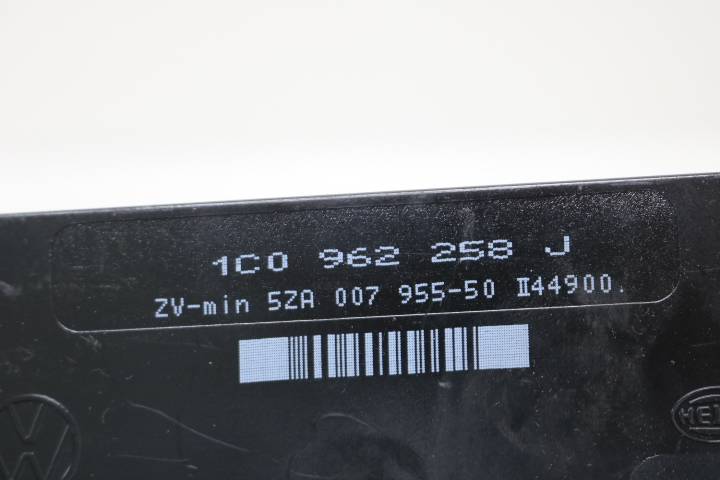 1C0 962 258 J
ZV-min 5ZA 007 955-50 II44900.